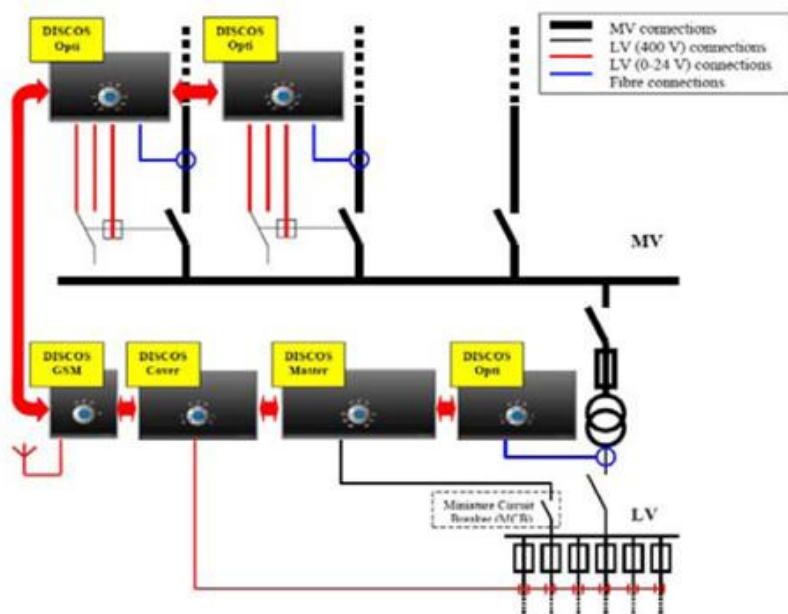 DISCOS
Opti
DISCOS
Opti
MV connections
LV (400 V) connections
LV (0-24 V) connections
Fibre connections
MV
DISCOS
GSM
DISCOS
Cover
DISCOS
Master
DISCOS
Opti
Miniature Circuit
Breaker (MCB)
LV